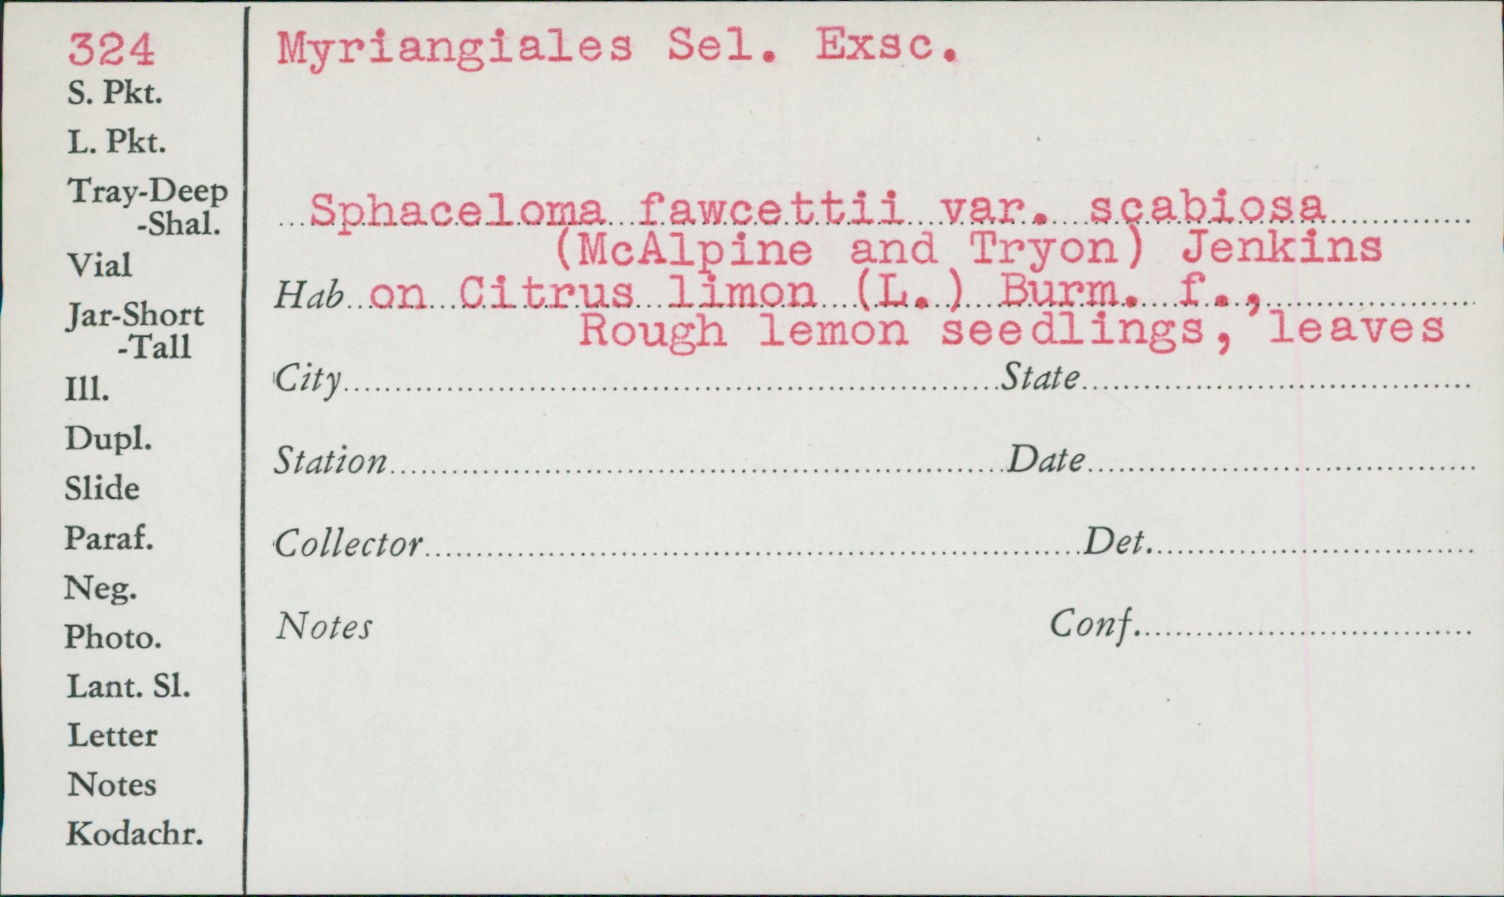 324
S. Pkt.
L. Pkt.
Tray-Deep
-Shal.
Vial
Jar-Short
-Tall
Ill.
Dupl.
Slide
Paraf.
Neg.
Photo.
Lant. Sl.
Letter
Notes
Kodachr.
Myriangiales Sel. Exsc.
Sphaceloma fawcettii var. scabiosa
(McAlpine and Tryon) Jenkins
Hab on Citrus limon (L.) Burm. f.,
Rough lemon seedlings, leaves
City State
Station Date
Collector Det.
Notes Conf.